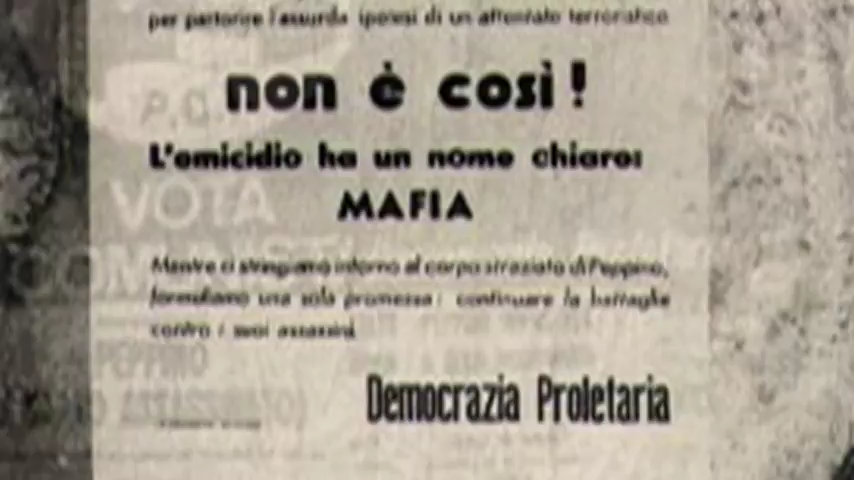 per partorire l'assurda ipotesi di un attentato terroristico
non è così!
L'omicidio ha un nome chiaro:
MAFIA
Mentre ci stringiamo intorno al corpo straziato di Peppino,
formuliamo una sola promessa: continuare la battaglia
contro i suoi assassini.
Democrazia Proletaria
P.C.
VOTA
COMUNIST
PEPPINO
ASSASSINATO)